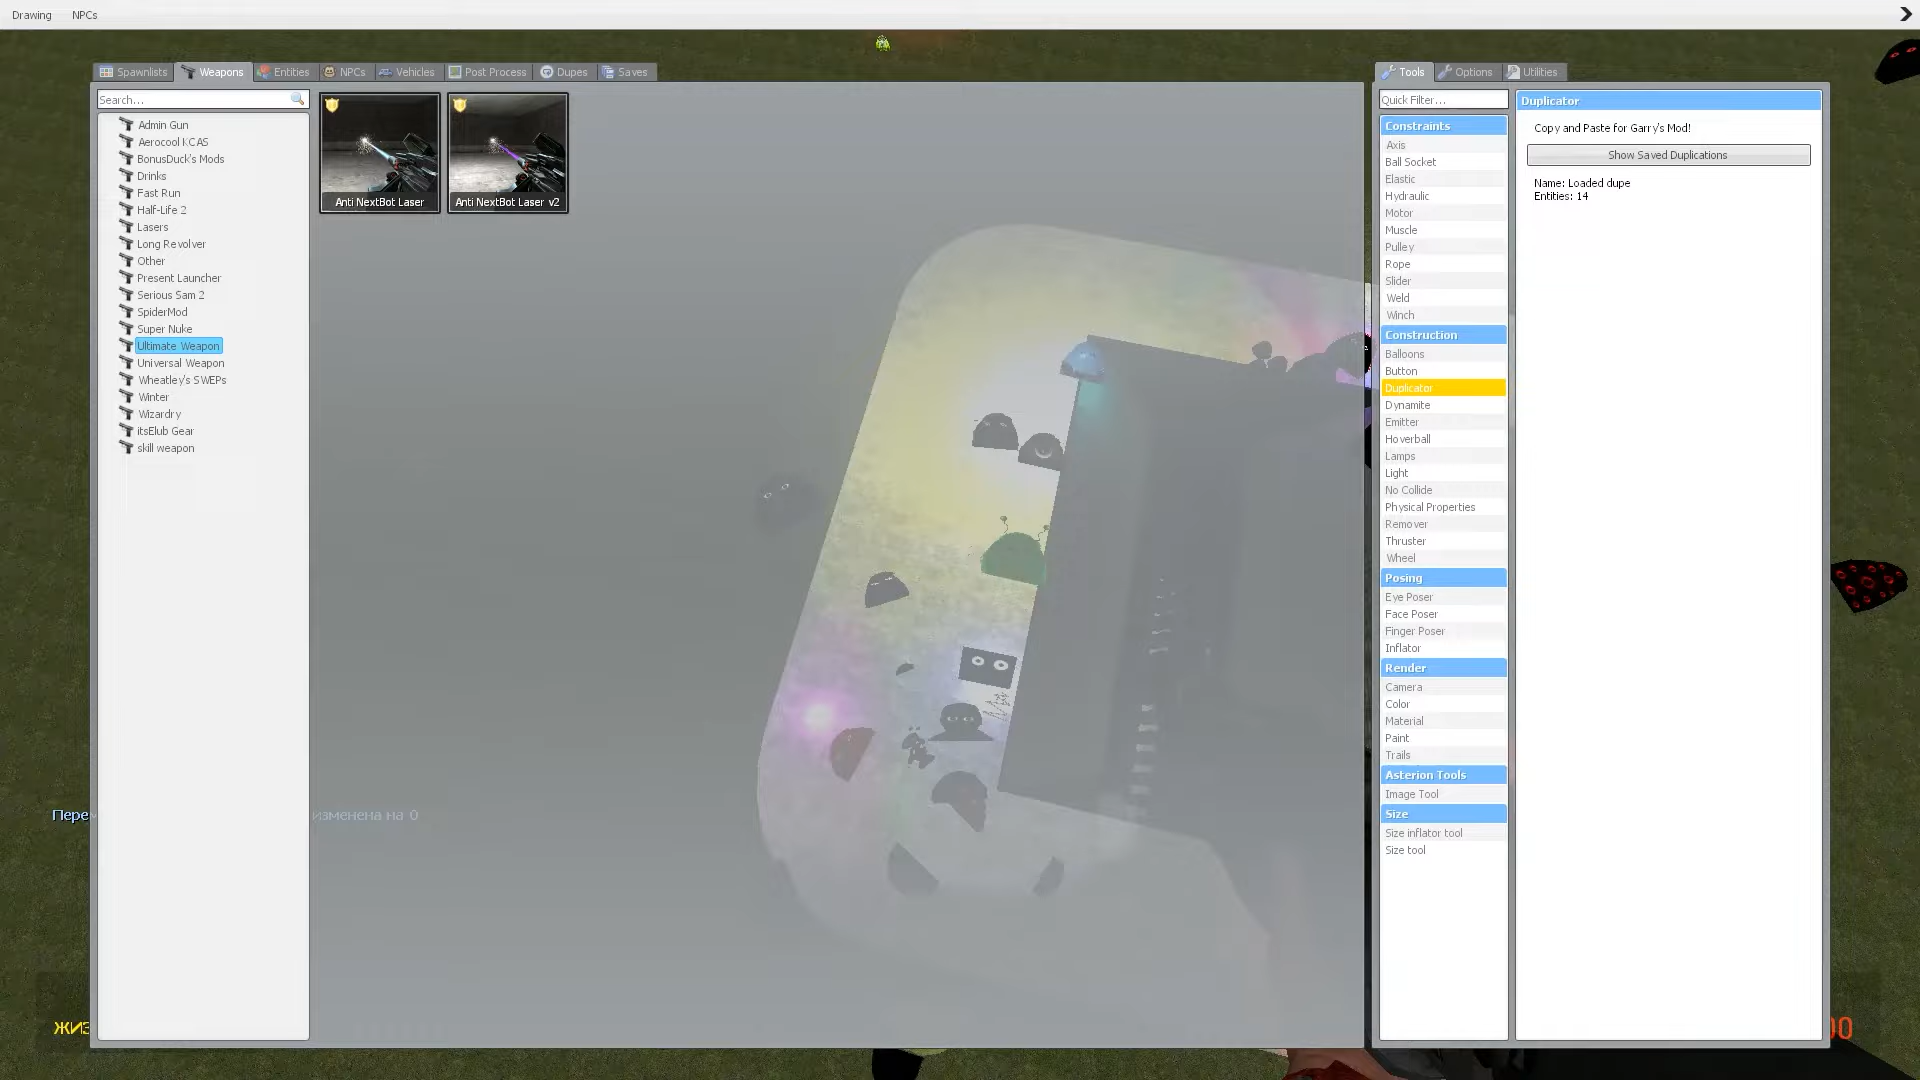 Drawing NPCs
Spawnlists Weapons Entities NPCs Vehicles Post Process Dupes Saves
Tools Options Utilities
Search...
Admin Gun
Aerocool KCAS
BonusDuck's Mods
Drinks
Fast Run
Half-Life 2
Lasers
Long Revolver
Other
Present Launcher
Serious Sam 2
SpiderMod
Super Nuke
Ultimate Weapon
Universal Weapon
Wheatley's SWEPs
Winter
Wizardry
itsElub Gear
skill weapon
Anti NextBot Laser
Anti NextBot Laser v2
Quick Filter...
Constraints
Axis
Ball Socket
Elastic
Hydraulic
Motor
Muscle
Pulley
Rope
Slider
Weld
Winch
Construction
Balloons
Button
Duplicator
Dynamite
Emitter
Hoverball
Lamps
Light
No Collide
Physical Properties
Remover
Thruster
Wheel
Posing
Eye Poser
Face Poser
Finger Poser
Inflator
Render
Camera
Color
Material
Paint
Trails
Asterion Tools
Image Tool
Size
Size inflator tool
Size tool
Duplicator
Copy and Paste for Garry's Mod!
Show Saved Duplications
Name: Loaded dupe
Entities: 14
изменена на 0